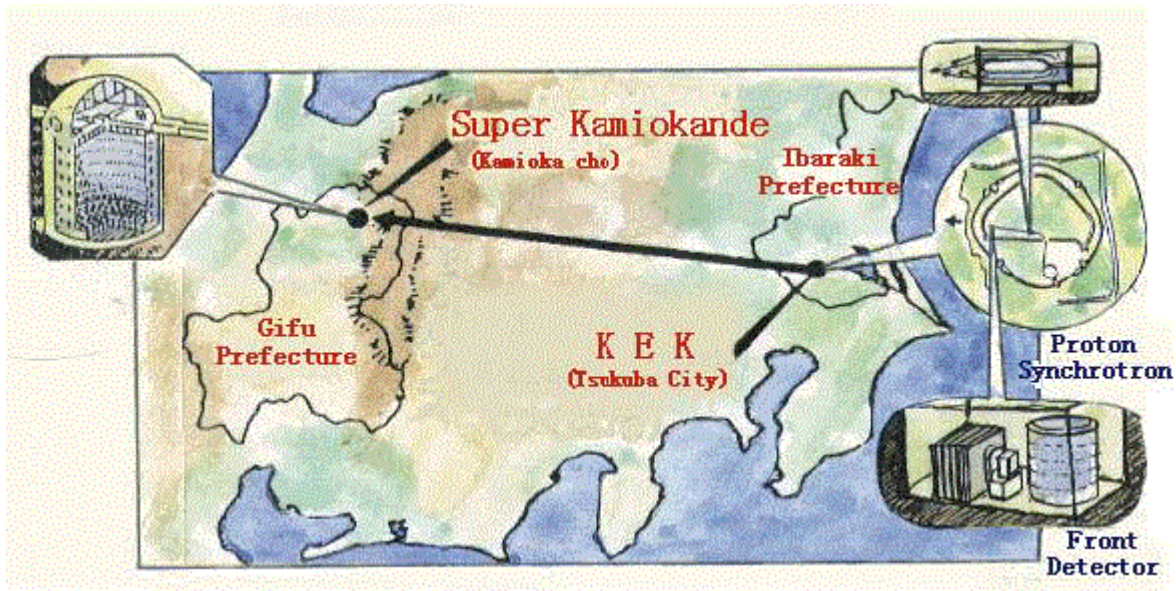 Super Kamiokande
(Kamioka cho)
Ibaraki
Prefecture
Gifu
Prefecture
K E K
(Tsukuba City)
Proton
Synchrotron
Front
Detector